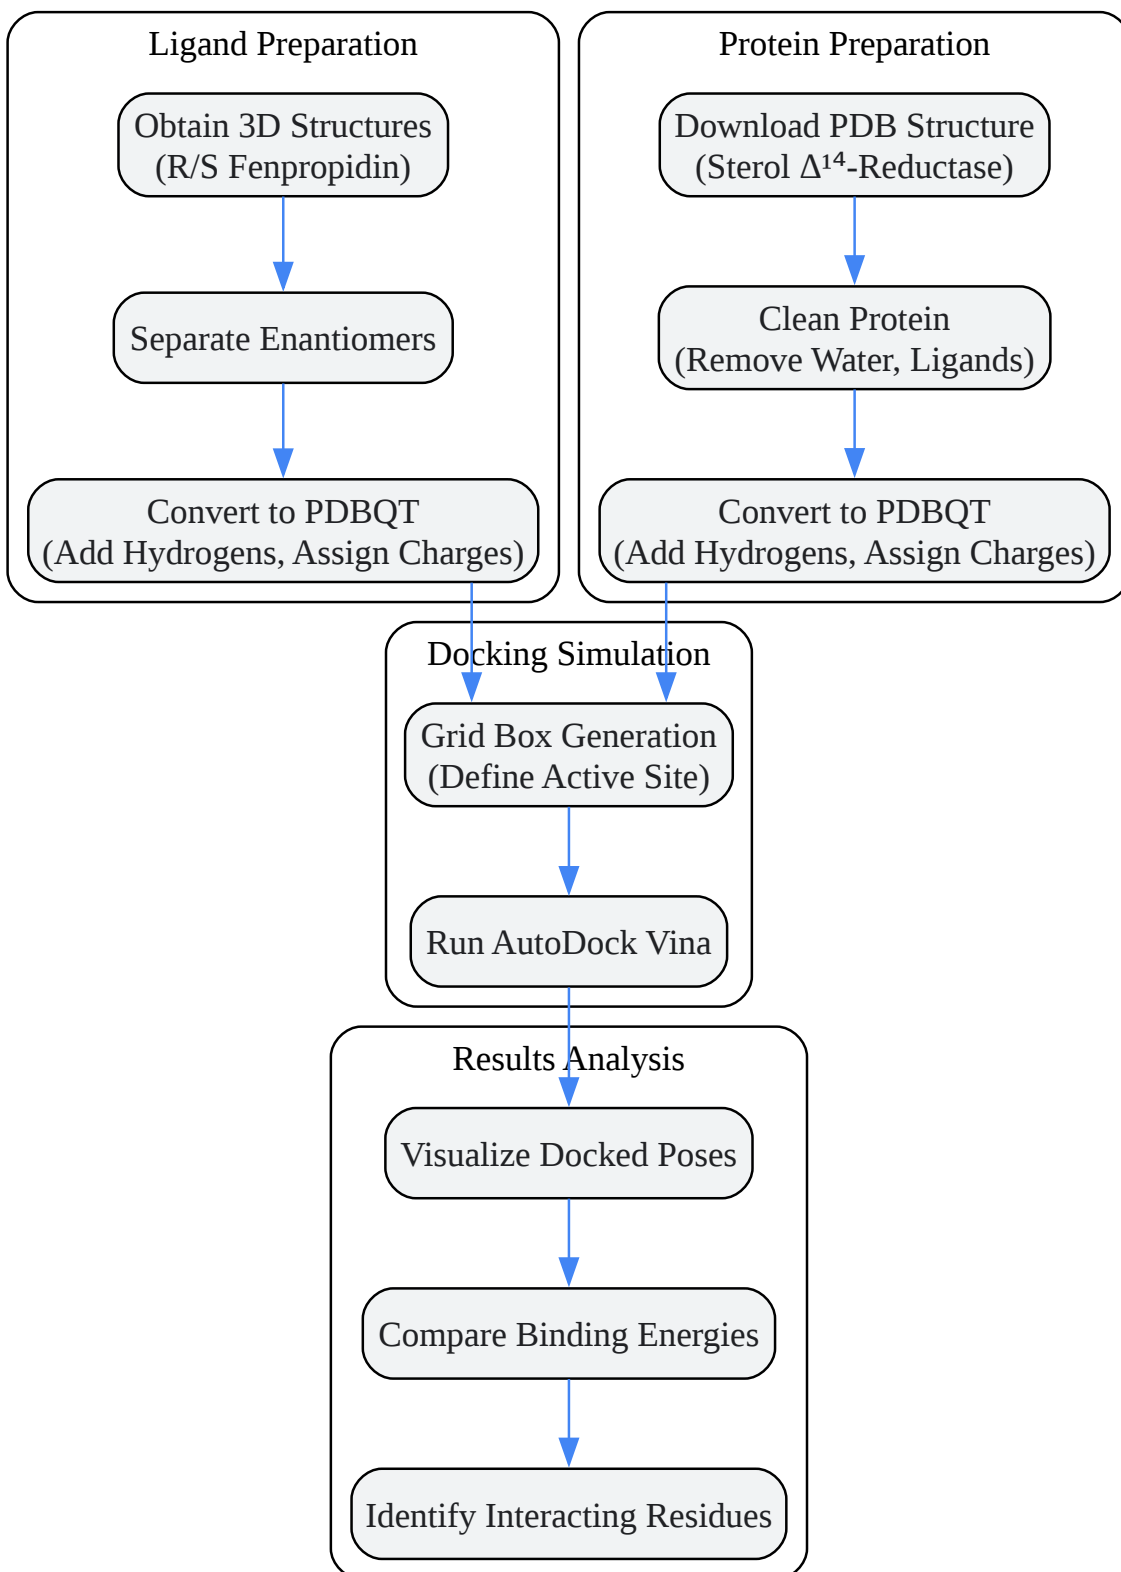 Ligand Preparation
Obtain 3D Structures
(R/S Fenpropidin)
Separate Enantiomers
Convert to PDBQT
(Add Hydrogens, Assign Charges)
Protein Preparation
Download PDB Structure
(Sterol Δ¹⁴-Reductase)
Clean Protein
(Remove Water, Ligands)
Convert to PDBQT
(Add Hydrogens, Assign Charges)
Docking Simulation
Grid Box Generation
(Define Active Site)
Run AutoDock Vina
Results Analysis
Visualize Docked Poses
Compare Binding Energies
Identify Interacting Residues